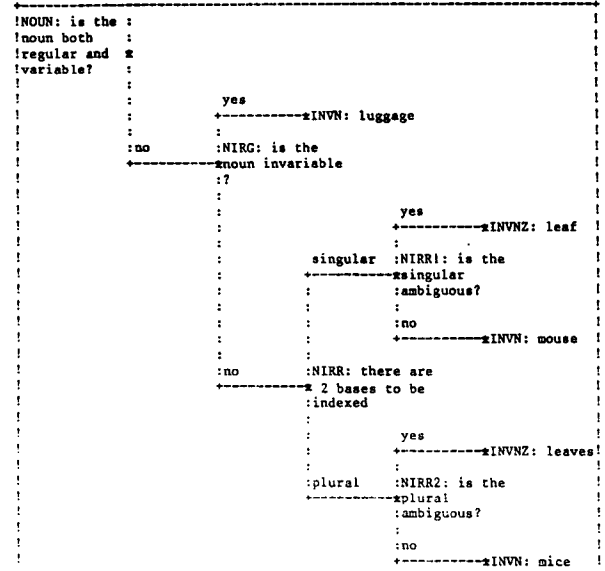 NOUN: is the
noun both
regular and
variable?
yes
INVN: luggage
no
NIRG: is the
noun invariable
?
yes
INVNZ: leaf
singular
NIRR1: is the
singular
ambiguous?
no
INVN: mouse
no
NIRR: there are
2 bases to be
indexed
yes
INVNZ: leaves
plural
NIRR2: is the
plural
ambiguous?
no
INVN: mice